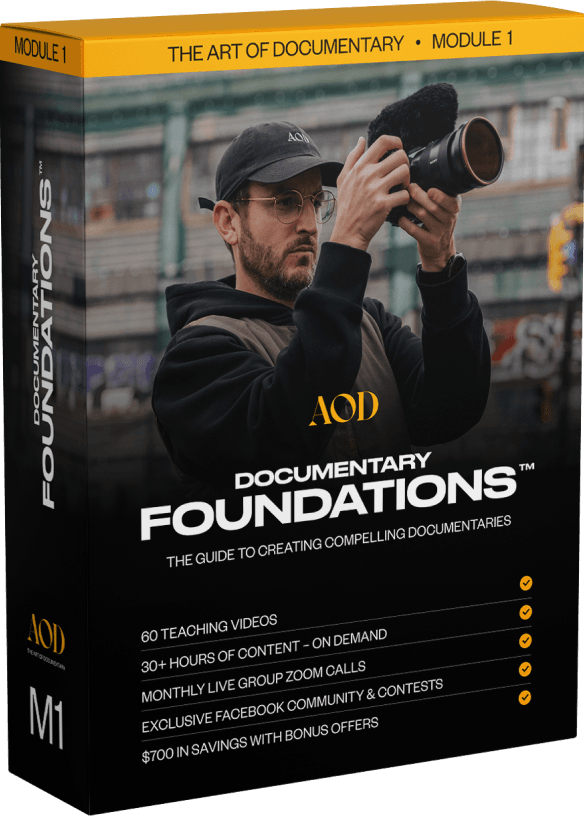 MODULE 1
THE ART OF DOCUMENTARY • MODULE 1
AOD
DOCUMENTARY
FOUNDATIONS™
AOD
DOCUMENTARY
FOUNDATIONS™
THE GUIDE TO CREATING COMPELLING DOCUMENTARIES
60 TEACHING VIDEOS
30+ HOURS OF CONTENT – ON DEMAND
MONTHLY LIVE GROUP ZOOM CALLS
EXCLUSIVE FACEBOOK COMMUNITY & CONTESTS
$700 IN SAVINGS WITH BONUS OFFERS
AOD
THE ART OF DOCUMENTARY
M1